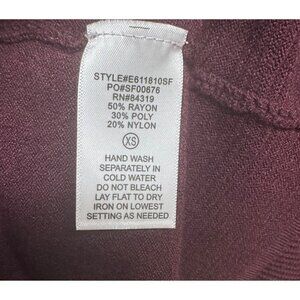 STYLE#E611810SF
PO#SF00676
RN#84319
50% RAYON
30% POLY
20% NYLON
XS
HAND WASH
SEPARATELY IN
COLD WATER
DO NOT BLEACH
LAY FLAT TO DRY
IRON ON LOWEST
SETTING AS NEEDED